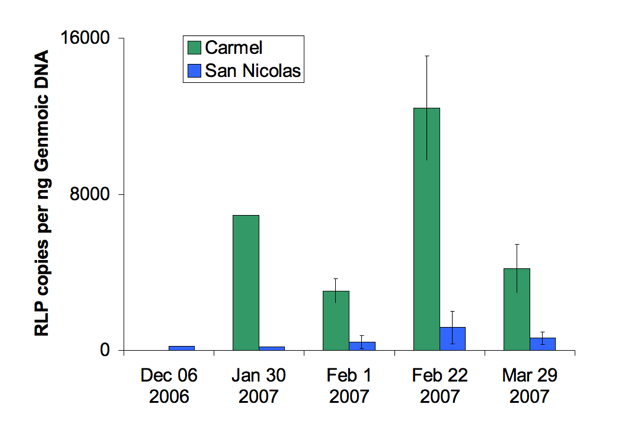 16000
Carmel
San Nicolas
8000
0
RLP copies per ng Genmoic DNA
Dec 06 Jan 30 Feb 1 Feb 22 Mar 29
2006 2007 2007 2007 2007